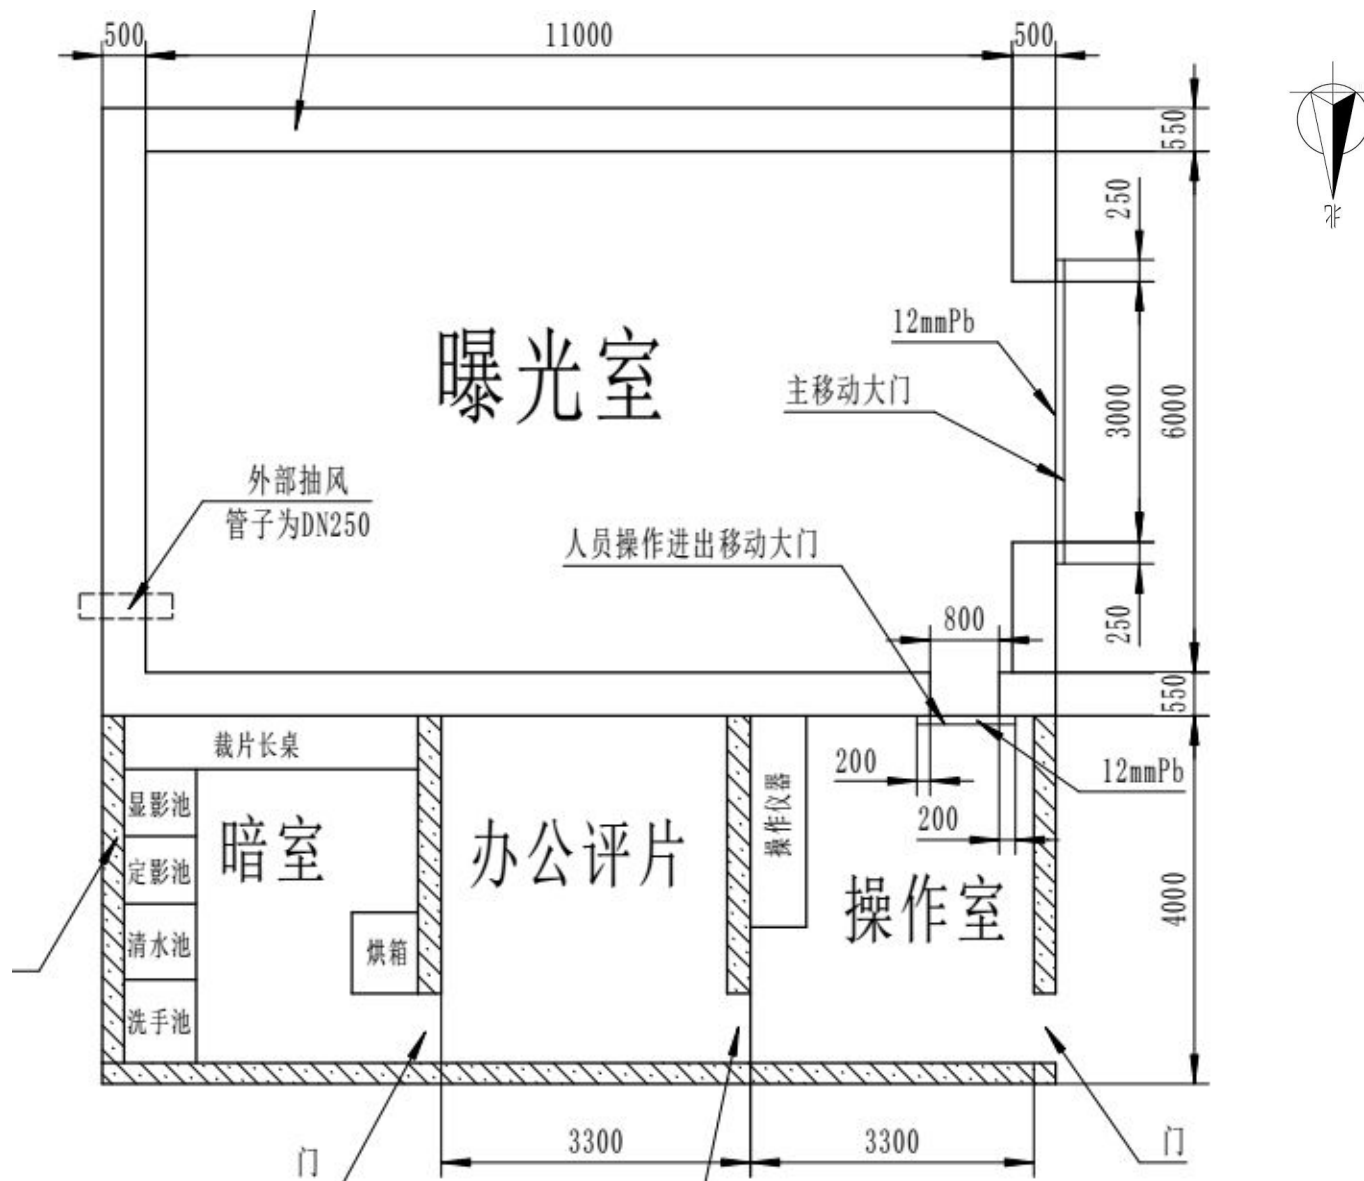 500
11000
500
550
北
250
12mmPb
主移动大门
3000
6000
曝光室
外部抽风
管子为DN250
人员操作进出移动大门
800
250
550
裁片长桌
显影池
定影池
清水池
洗手池
暗室
烘箱
办公评片
操作仪器
200
200
12mmPb
操作室
4000
门
3300
3300
门